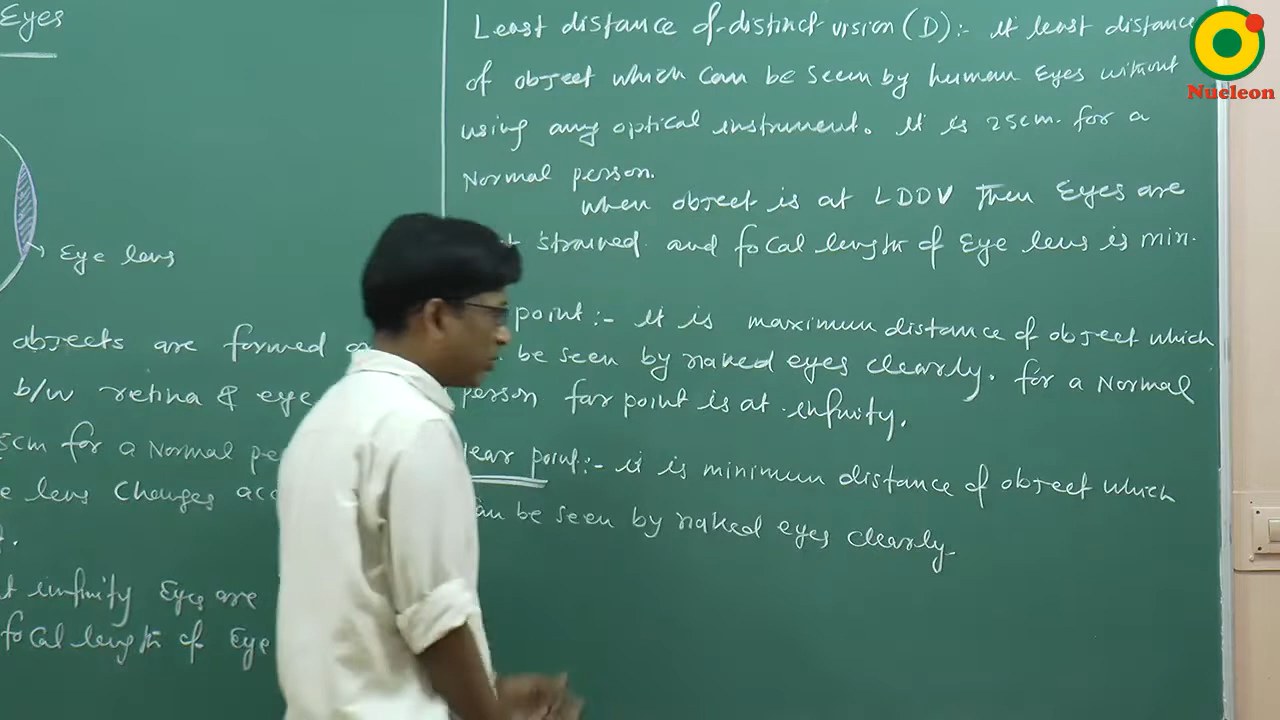 Eyes
Eye lens
objects are formed
b/w retina & eye
5cm for a Normal pe
e lens changes acc
t infinity Eyes are
focal length of Eye
Least distance of distinct vision (D):- it least distance
of object which can be seen by human Eyes without
using any optical instrument. it is 25cm. for a
Normal person.
when object is at LDDV Then Eyes are
t strained and focal length of Eye lens is min.
point:- it is maximum distance of object which
be seen by naked eyes clearly. for a Normal
person far point is at infinity.
Near point:- it is minimum distance of object which
can be seen by naked eyes clearly.
Nucleon